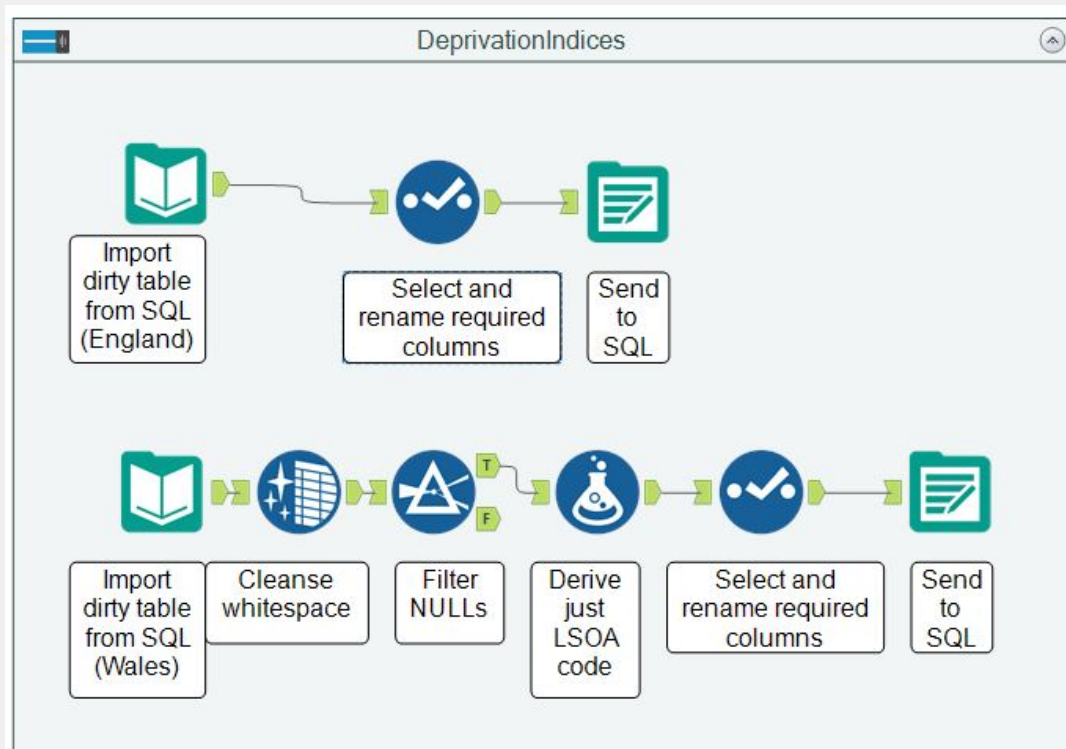 DeprivationIndices
Import
dirty table
from SQL
(England)
Select and
rename required
columns
Send
to
SQL
T
F
Import
dirty table
from SQL
(Wales)
Cleanse
whitespace
Filter
NULLs
Derive
just
LSOA
code
Select and
rename required
columns
Send
to
SQL